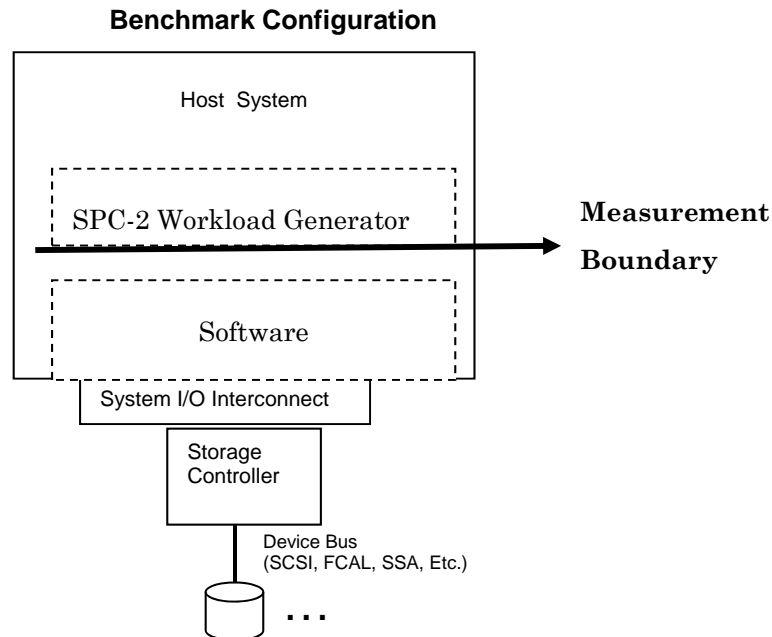 Benchmark Configuration
Host System
SPC-2 Workload Generator
Measurement
Boundary
Software
System I/O Interconnect
Storage
Controller
Device Bus
(SCSI, FCAL, SSA, Etc.)
...